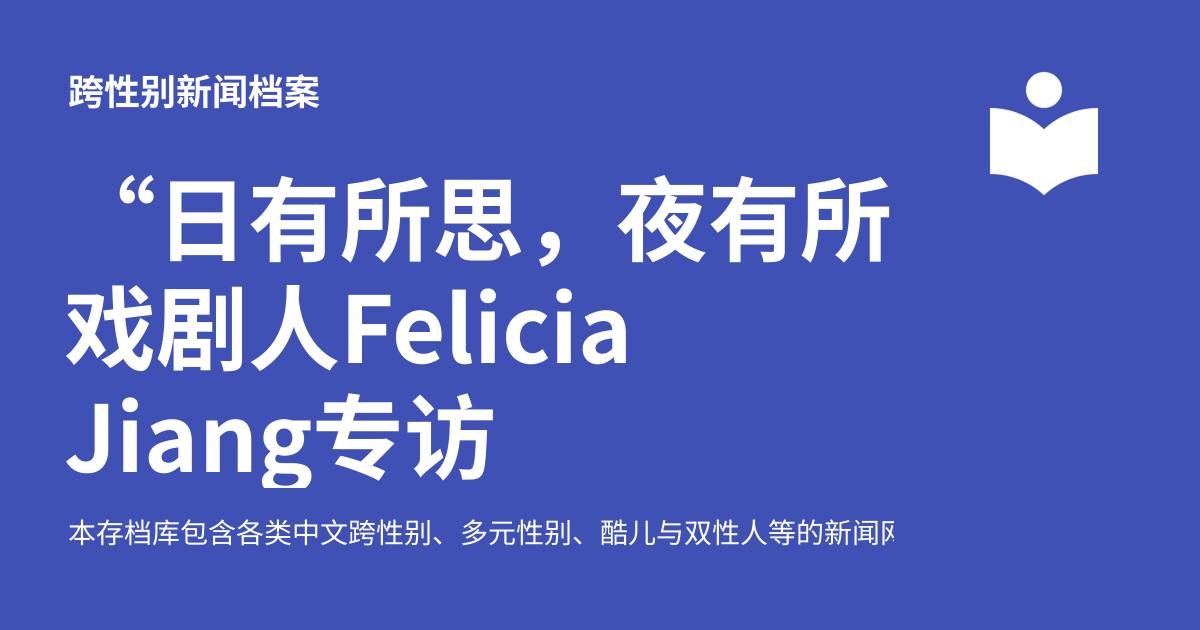 跨性别新闻档案
“日有所思，夜有所
戏剧人Felicia
Jiang专访
本存档库包含各类中文跨性别、多元性别、酷儿与双性人等的新闻